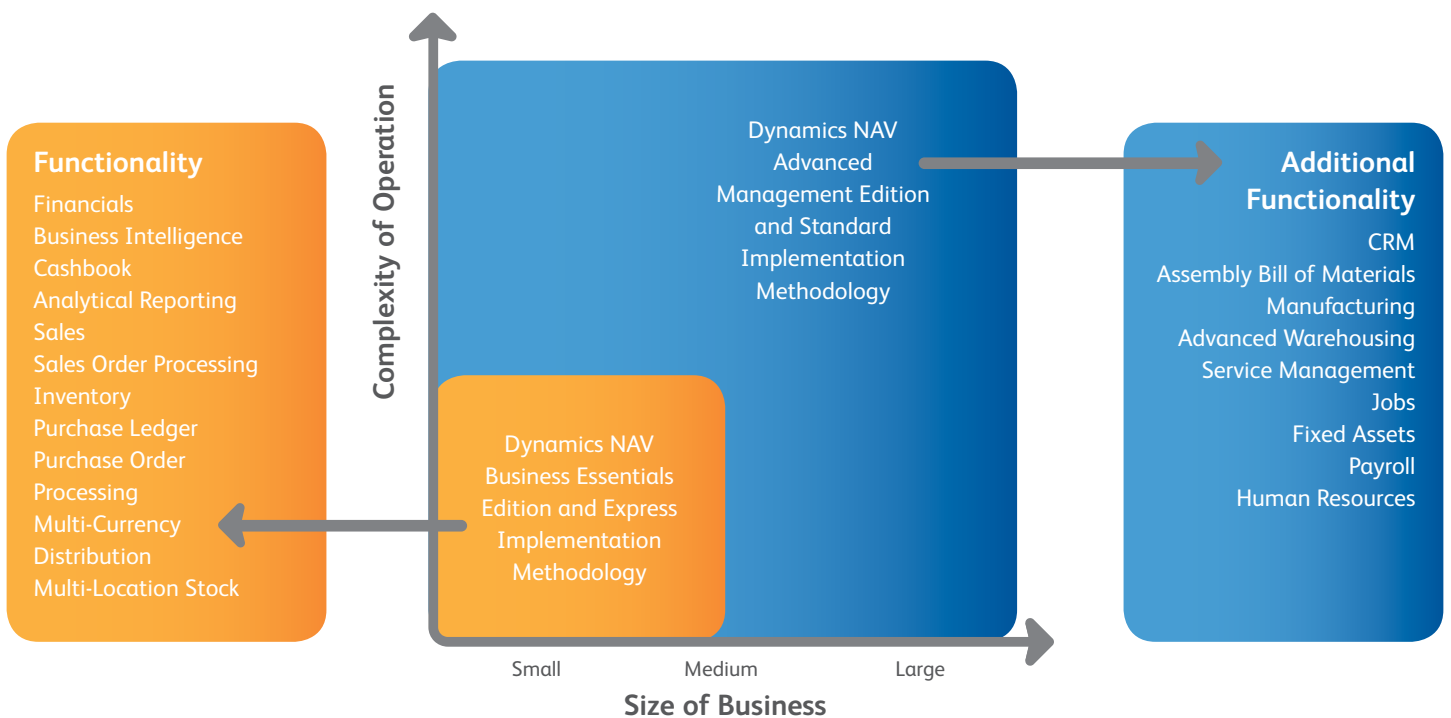 Functionality
Financials
Business Intelligence
Cashbook
Analytical Reporting
Sales
Sales Order Processing
Inventory
Purchase Ledger
Purchase Order
Processing
Multi-Currency
Distribution
Multi-Location Stock
Complexity of Operation
Dynamics NAV
Advanced
Management Edition
and Standard
Implementation
Methodology
Dynamics NAV
Business Essentials
Edition and Express
Implementation
Methodology
Small Medium Large
Size of Business
Additional
Functionality
CRM
Assembly Bill of Materials
Manufacturing
Advanced Warehousing
Service Management
Jobs
Fixed Assets
Payroll
Human Resources